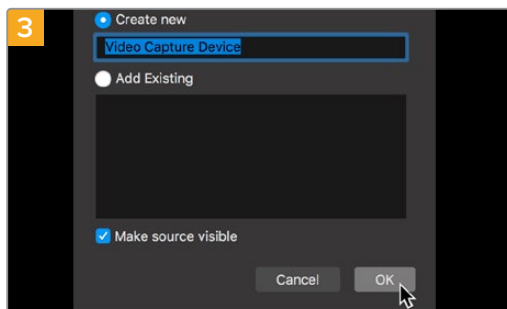 3
Create new
Video Capture Device
Add Existing
Make source visible
Cancel OK